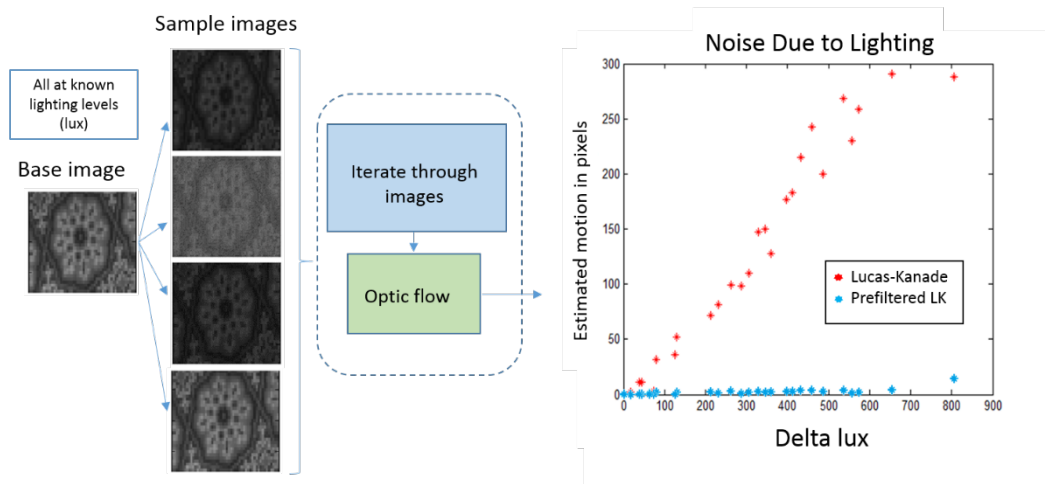 Sample images
All at known
lighting levels
(lux)
Base image
Iterate through
images
Optic flow
Noise Due to Lighting
Estimated motion in pixels
300
250
200
150
100
50
0
0 100 200 300 400 500 600 700 800 900
Lucas-Kanade
Prefiltered LK
Delta lux